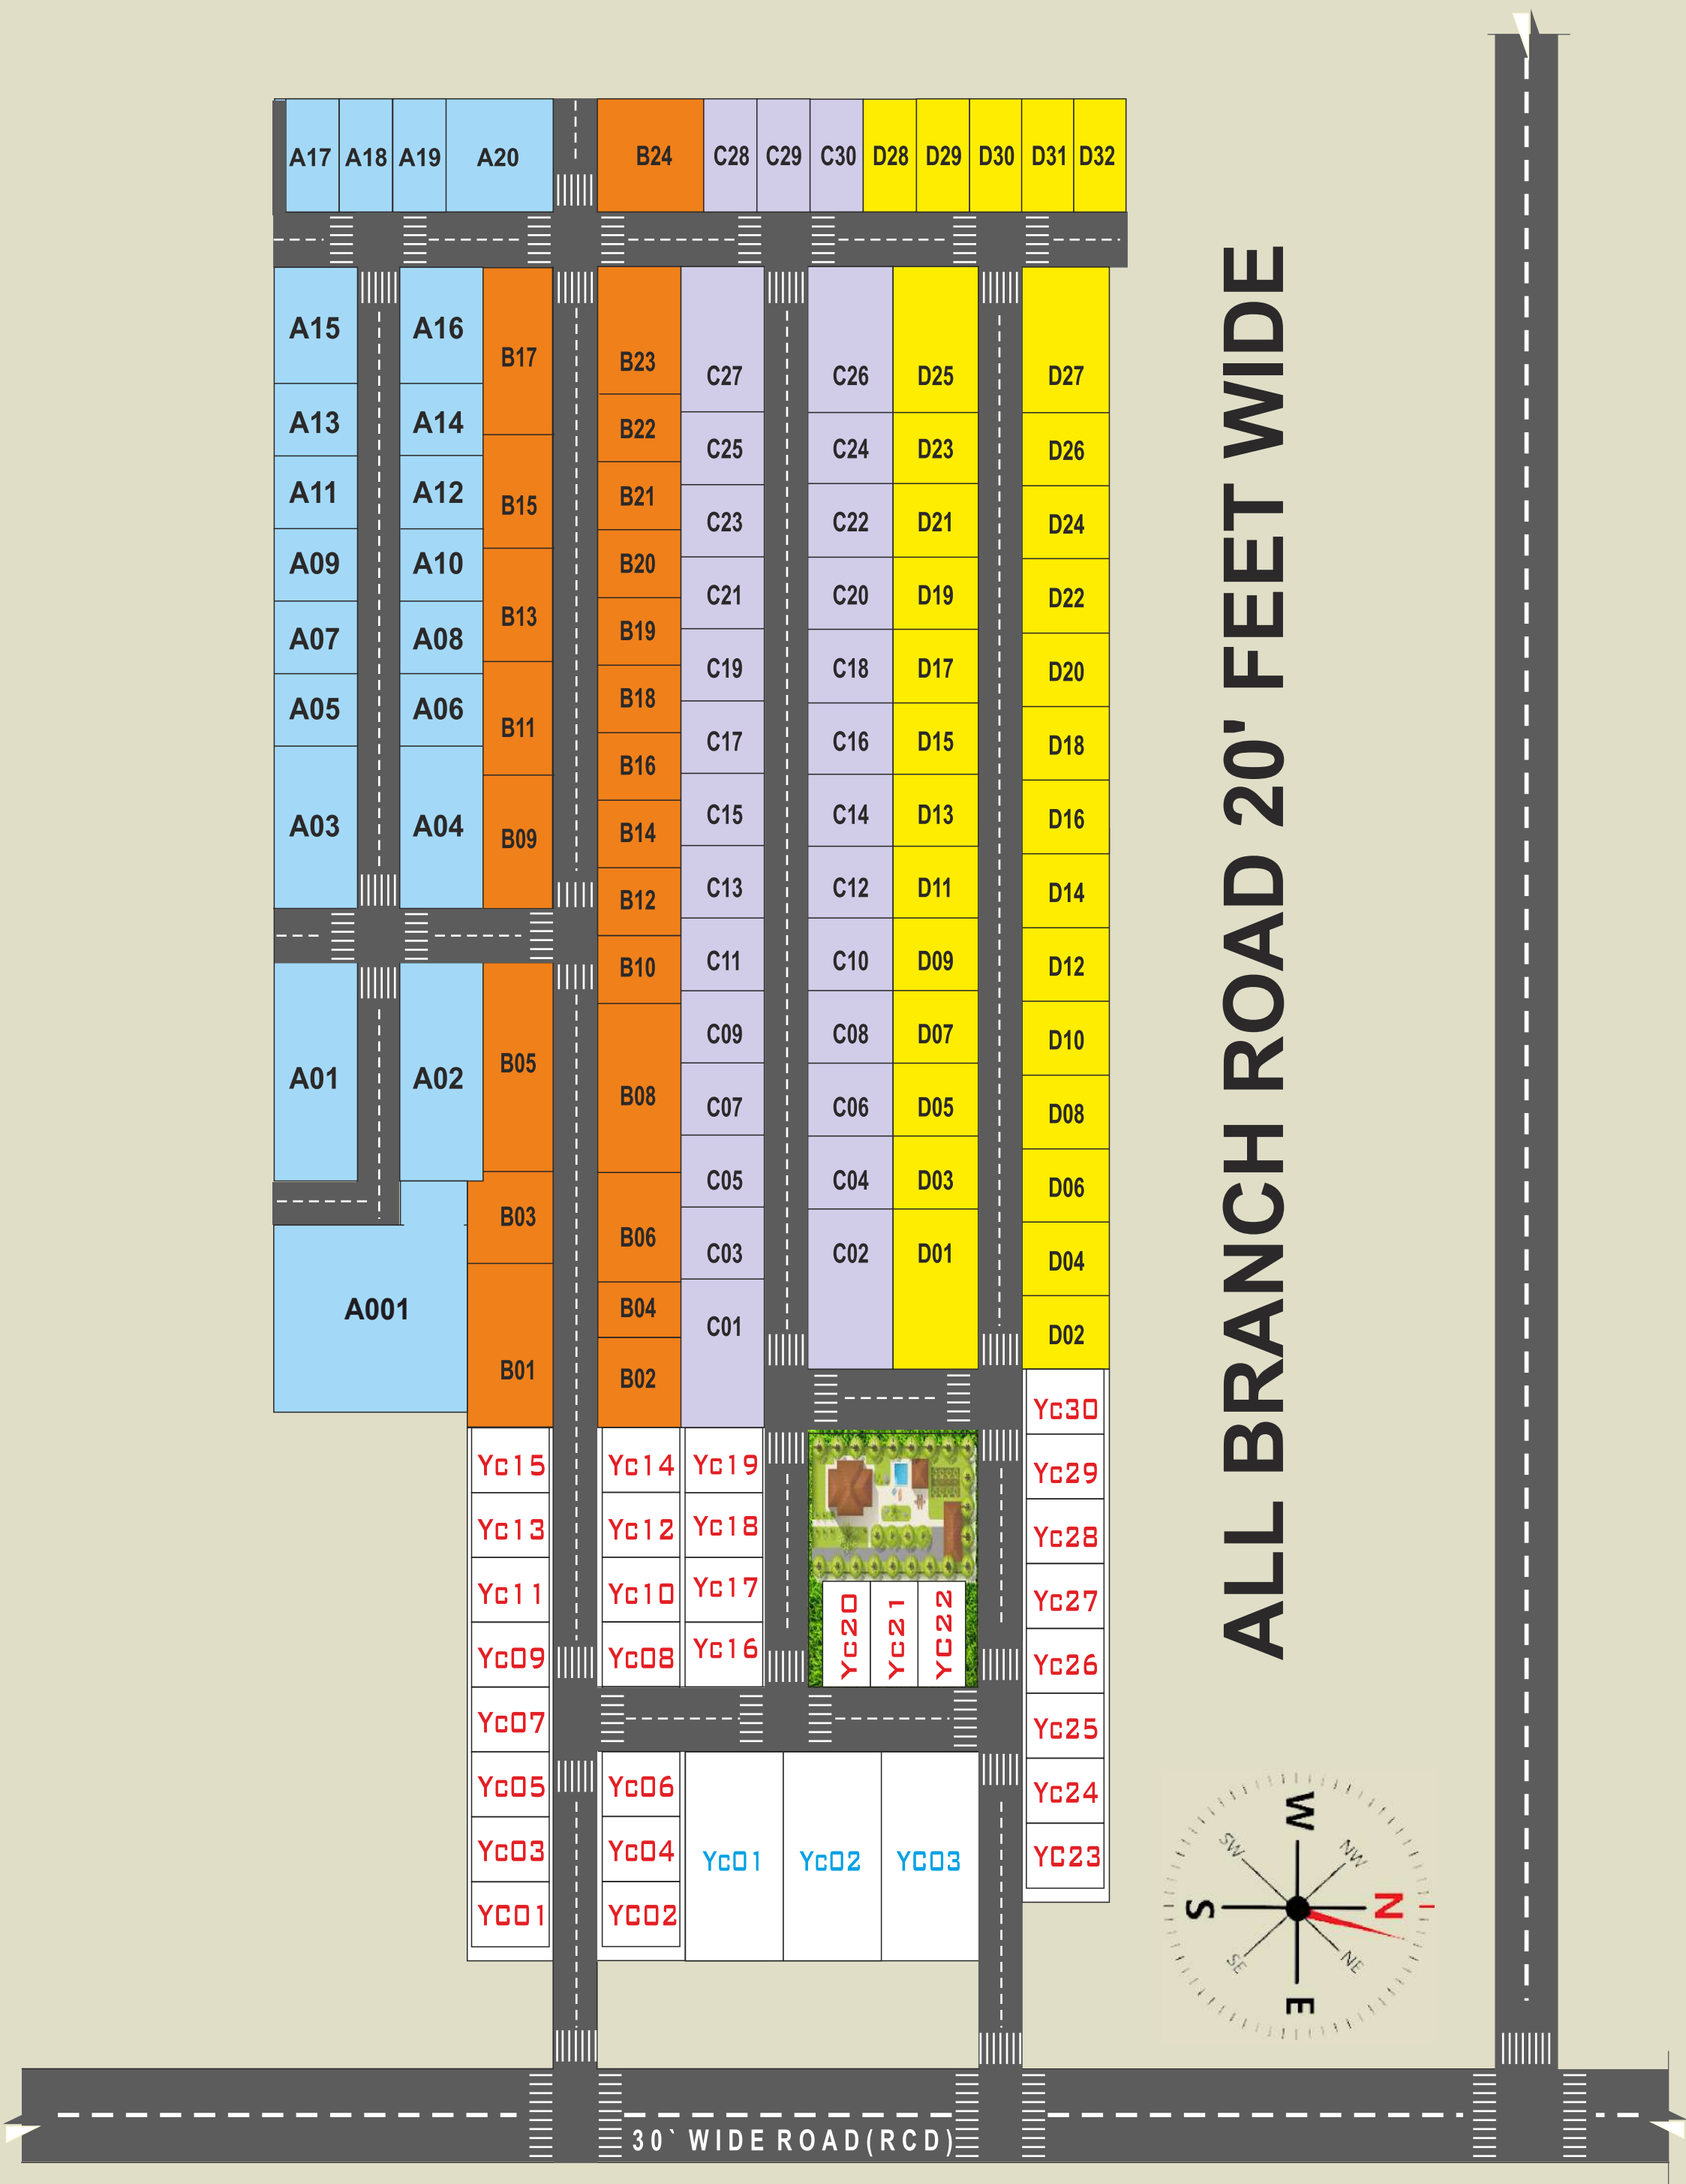 A17 A18 A19 A20 B24 C28 C29 C30 D28 D29 D30 D31 D32
A15 A16 B17 B23 C27 C26 D25 D27
A13 A14 B22 C25 C24 D23 D26
A11 A12 B15 B21 C23 C22 D21 D24
A09 A10 B13 B20 C21 C20 D19 D22
A07 A08 B19 C19 C18 D17 D20
A05 A06 B11 B18 C17 C16 D15 D18
A03 A04 B09 B16 C15 C14 D13 D16
B14 C13 C12 D11 D14
B12 C11 C10 D09 D12
B10 C09 C08 D07 D10
A01 A02 B05 B08 C07 C06 D05 D08
B03 B06 C05 C04 D03 D06
A001 B04 C03 C02 D01 D04
B01 B02 C01 D02
Yc30
Yc15 Yc14 Yc19 Yc29
Yc13 Yc12 Yc18 Yc28
Yc11 Yc10 Yc17 Yc27
Yc09 Yc08 Yc16 Yc20 Yc21 YC22 Yc26
Yc07 Yc25
Yc05 Yc06 Yc24
Yc03 Yc04 Yc01 Yc02 YC03 YC23
YC01 YC02
ALL BRANCH ROAD 20' FEET WIDE
W
SW NW
S N
SE NE
E
30` WIDE ROAD(RCD)